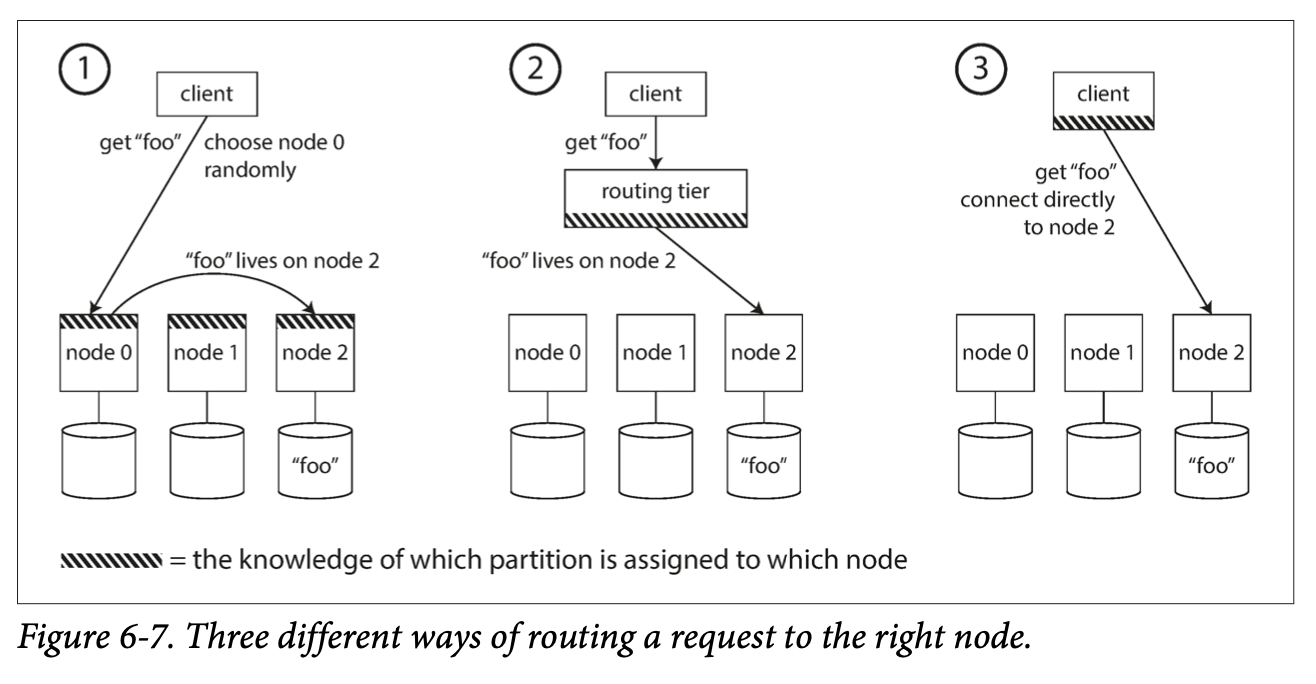 1
client
get “foo”
choose node 0
randomly
“foo” lives on node 2
node 0
node 1
node 2
“foo”
2
client
get “foo”
routing tier
“foo” lives on node 2
node 0
node 1
node 2
“foo”
3
client
get “foo”
connect directly
to node 2
node 0
node 1
node 2
“foo”
= the knowledge of which partition is assigned to which node
Figure 6-7. Three different ways of routing a request to the right node.